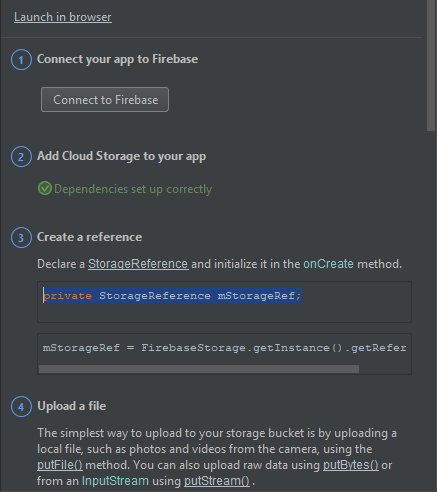 Launch in browser
1 Connect your app to Firebase
Connect to Firebase
2 Add Cloud Storage to your app
Dependencies set up correctly
3 Create a reference
Declare a StorageReference and initialize it in the onCreate method.
private StorageReference mStorageRef;
mStorageRef = FirebaseStorage.getInstance().getRefer
4 Upload a file
The simplest way to upload to your storage bucket is by uploading a
local file, such as photos and videos from the camera, using the
putFile() method. You can also upload raw data using putBytes() or
from an InputStream using putStream() .